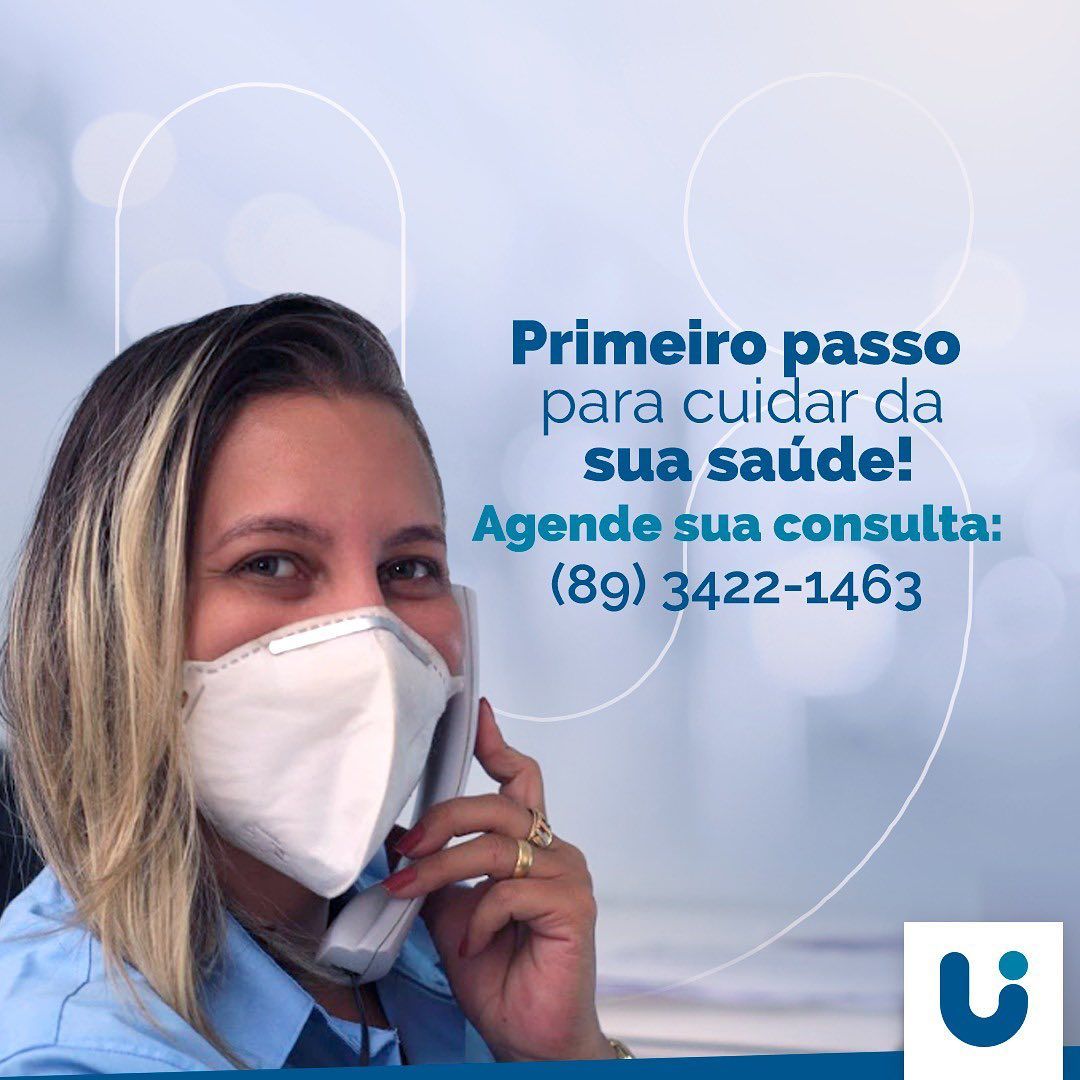 Primeiro passo
para cuidar da
sua saúde!
Agende sua consulta:
(89) 3422-1463